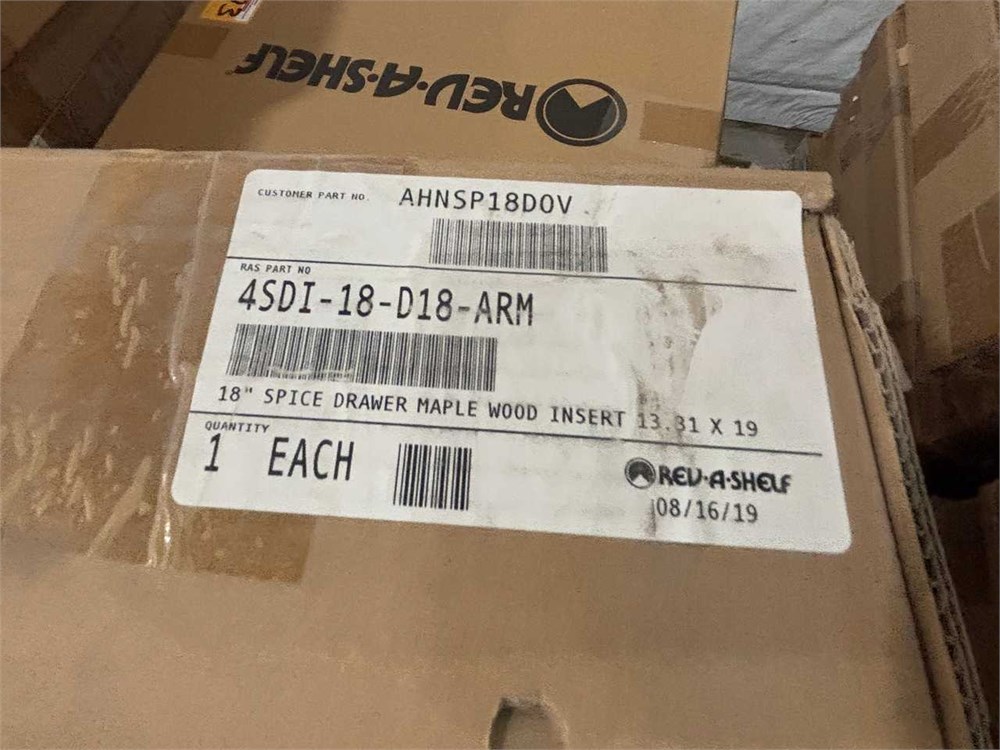 REV-A-SHELF
CUSTOMER PART NO. AHNSP18DOV
RAS PART NO
4SDI-18-D18-ARM
18" SPICE DRAWER MAPLE WOOD INSERT 13.31 X 19
QUANTITY
1 EACH
REV-A-SHELF
08/16/19